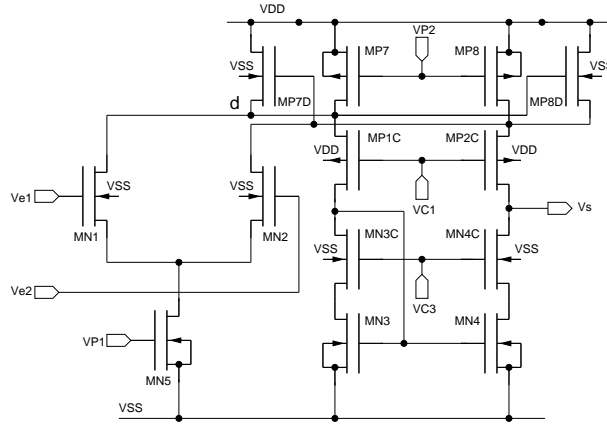 VDD
VP2
MP7
MP8
VSS
VSS
MP7D
MP8D
d
MP1C
MP2C
VDD
VDD
Ve1
VSS
VSS
VC1
Vs
MN1
MN2
MN3C
MN4C
VSS
VSS
Ve2
VC3
MN3
MN4
VP1
MN5
VSS